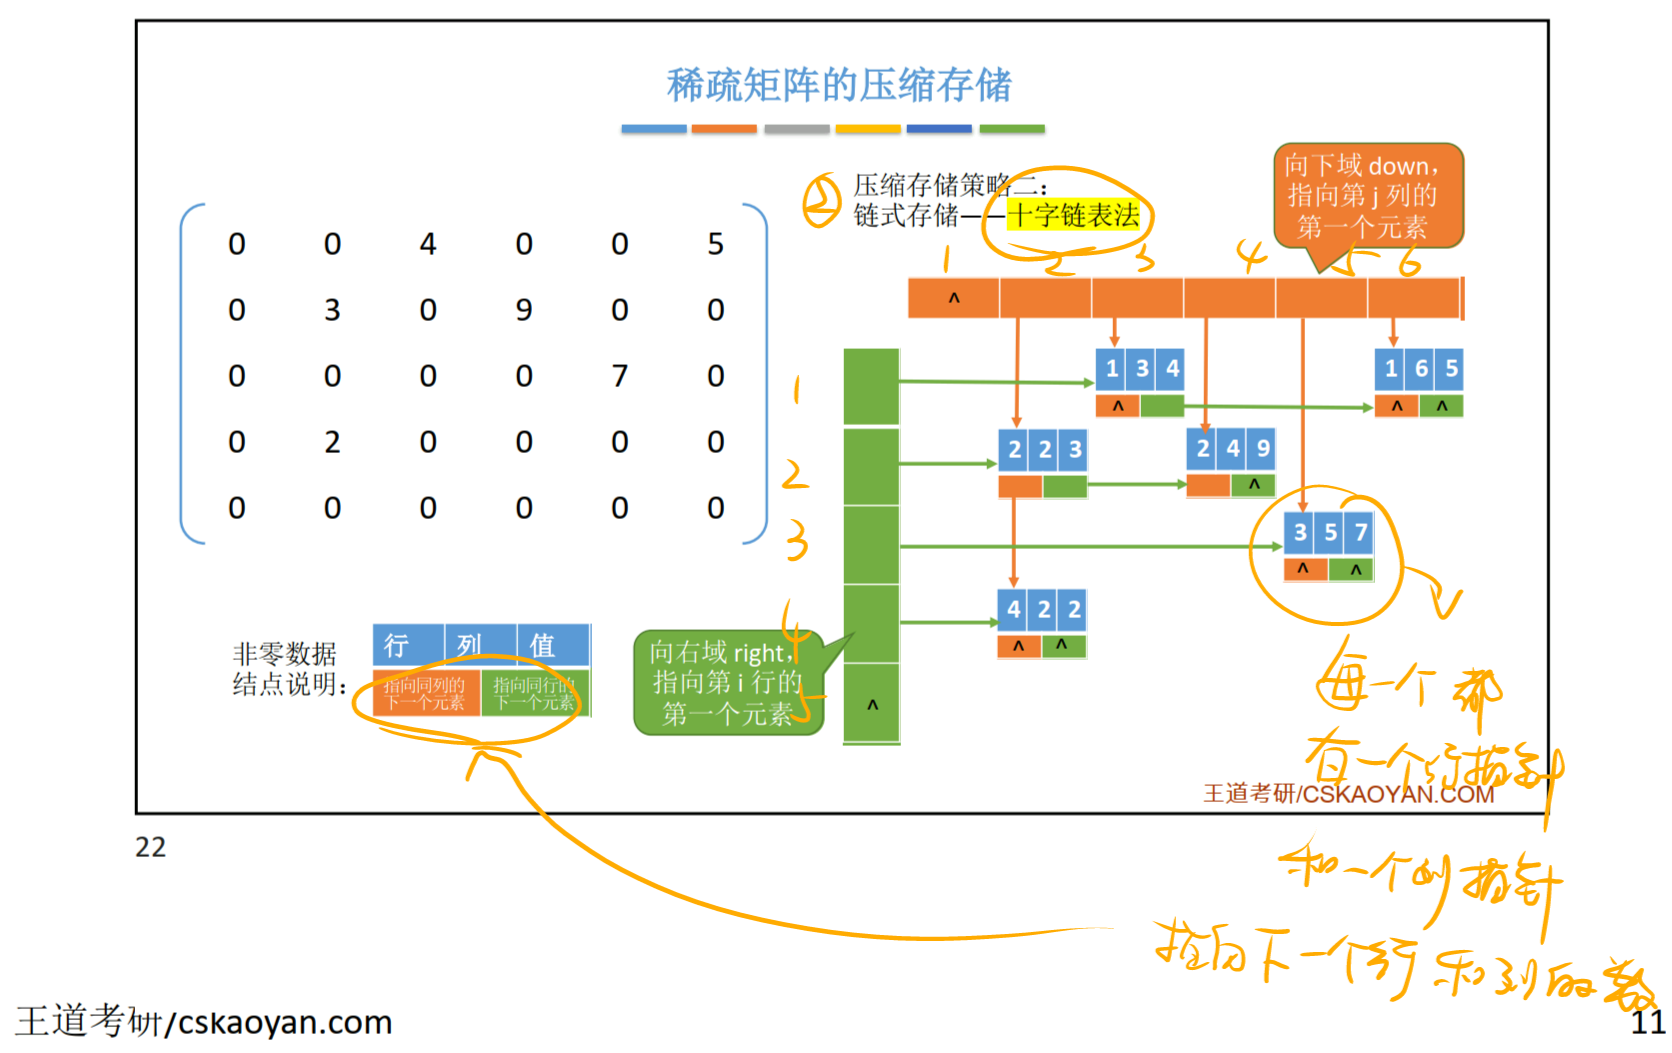 稀疏矩阵的压缩存储
② 压缩存储策略二：
链式存储——十字链表法
向下域 down，
指向第 j 列的
第一个元素
0 0 4 0 0 5
0 3 0 9 0 0
0 0 0 0 7 0
0 2 0 0 0 0
0 0 0 0 0 0
1 2 3 4 5 6
^
1
1 3 4
^
1 6 5
^ ^
2
2 2 3
2 4 9
^
3
3 5 7
^ ^
4
4 2 2
^ ^
5
^
非零数据
结点说明：
行 列 值
指向同列的
下一个元素
指向同行的
下一个元素
向右域 right，
指向第 i 行的
第一个元素
每一个都
有一个行指针
和一个列指针
指向下一个行和列的数
王道考研/CSKAOYAN.COM
22
王道考研/cskaoyan.com
11